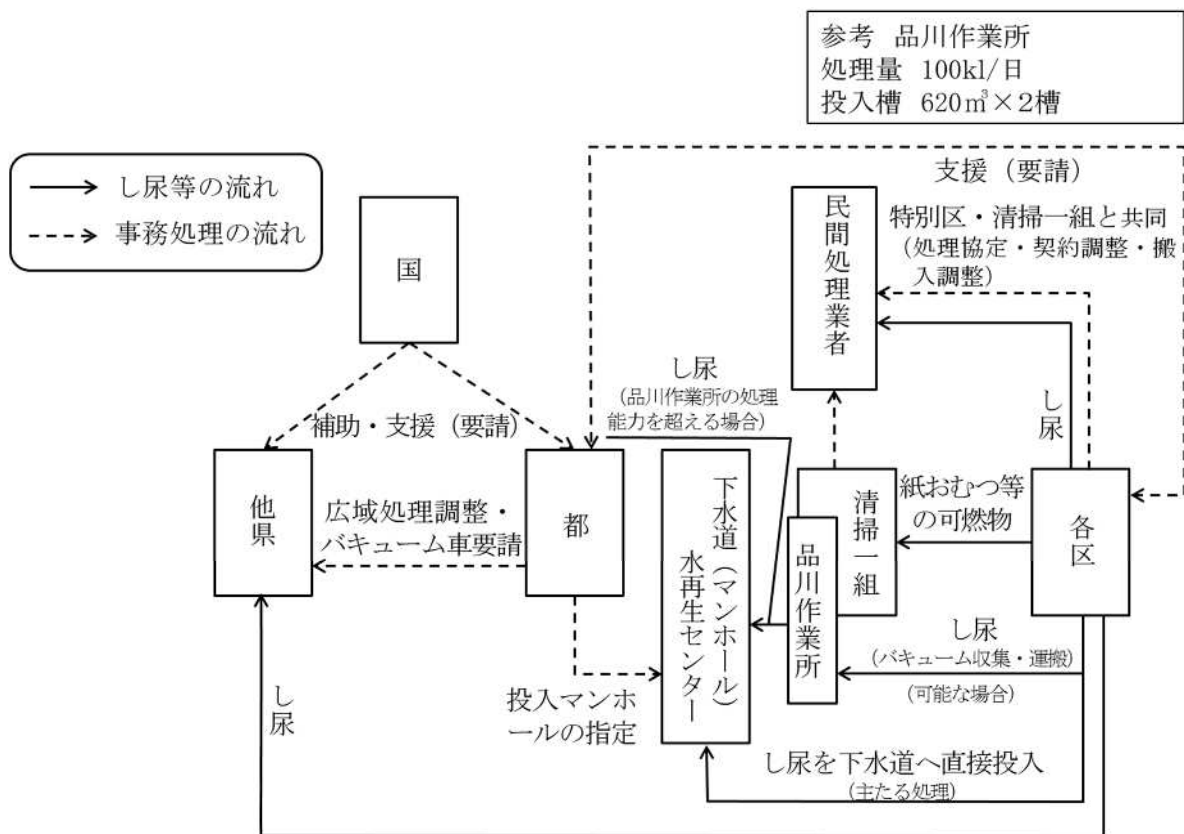 参考 品川作業所
処理量 100kl/日
投入槽 620㎥×2槽
し尿等の流れ
事務処理の流れ
支援（要請）
国
民間処理業者
特別区・清掃一組と共同
（処理協定・契約調整・搬
入調整）
し尿
（品川作業所の処理
能力を超える場合）
補助・支援（要請）
し尿
他県
広域処理調整・
バキューム車要請
都
下水道（マンホール）
水再生センター
清掃一組
品川作業所
紙おむつ等
の可燃物
各区
し尿
（バキューム収集・運搬）
（可能な場合）
し尿
投入マンホ
ールの指定
し尿を下水道へ直接投入
（主たる処理）